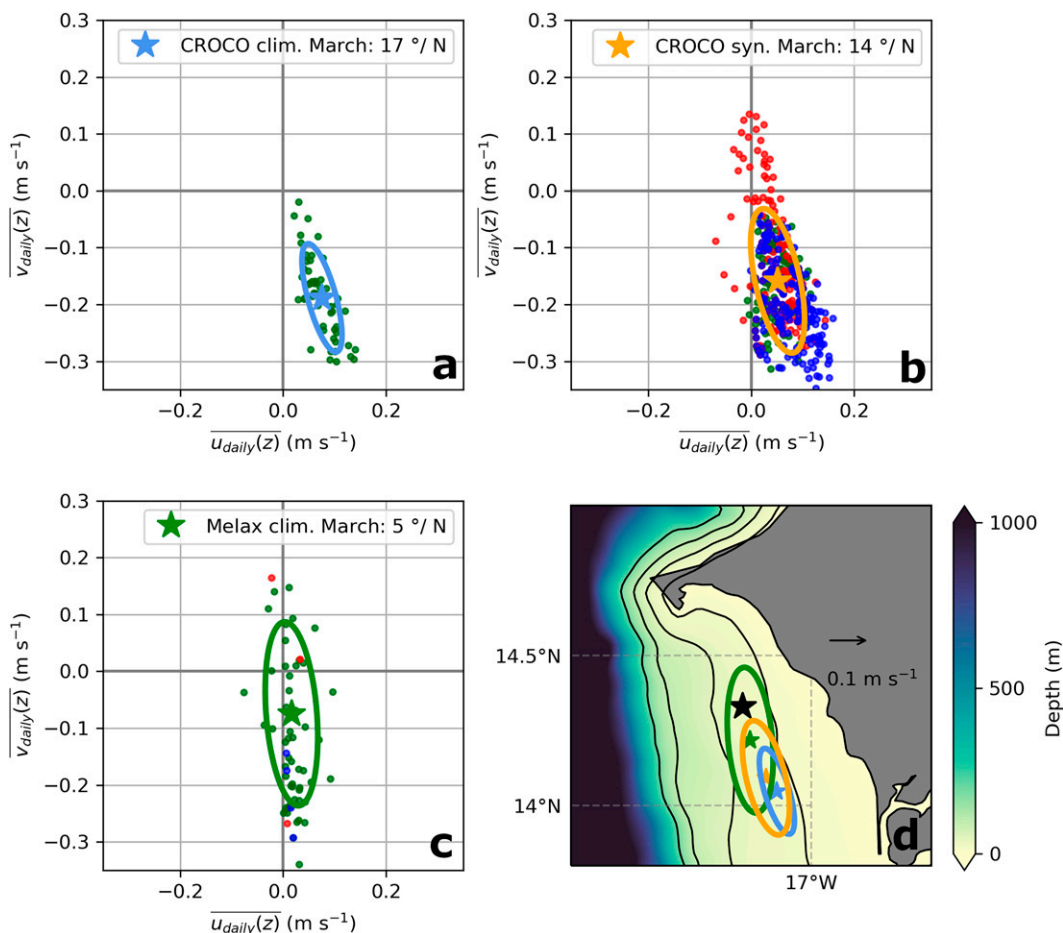 CROCO clim. March: 17 °/ N
0.3
0.2
0.1
0.0
−0.1
−0.2
−0.3
v_daily(z) (m s⁻¹)
−0.2 0.0 0.2
u_daily(z) (m s⁻¹)
a
CROCO syn. March: 14 °/ N
0.3
0.2
0.1
0.0
−0.1
−0.2
−0.3
v_daily(z) (m s⁻¹)
−0.2 0.0 0.2
u_daily(z) (m s⁻¹)
b
Melax clim. March: 5 °/ N
0.3
0.2
0.1
0.0
−0.1
−0.2
−0.3
v_daily(z) (m s⁻¹)
−0.2 0.0 0.2
u_daily(z) (m s⁻¹)
c
14.5°N
14°N
17°W
0.1 m s⁻¹
d
1000
500
0
Depth (m)